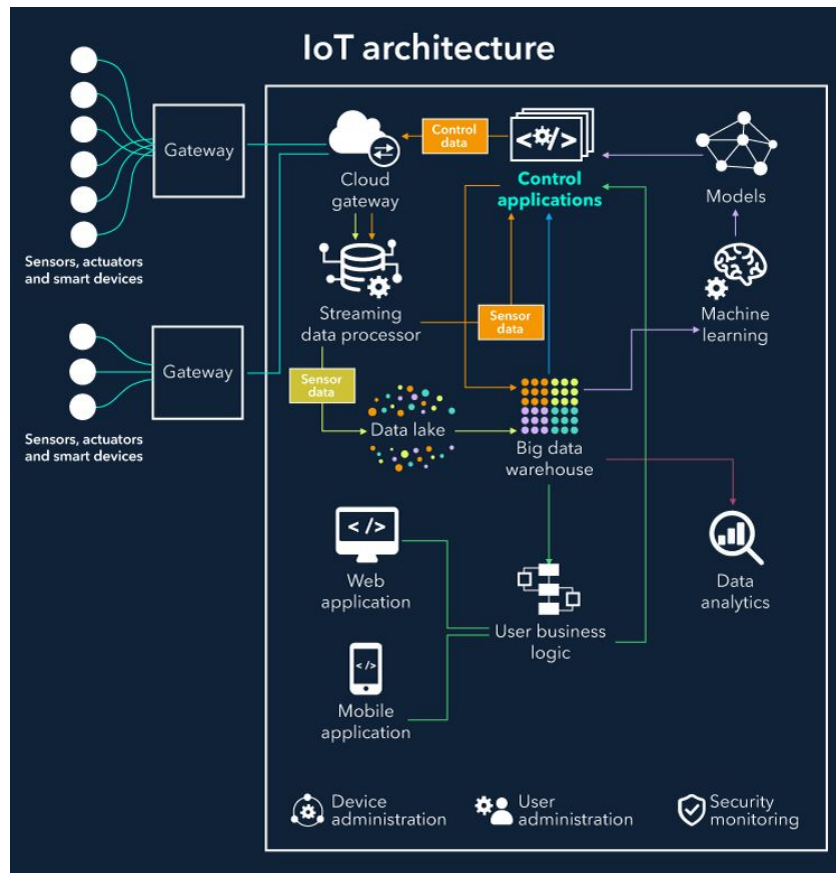 IoT architecture
Gateway
Sensors, actuators
and smart devices
Gateway
Sensors, actuators
and smart devices
Cloud
gateway
Control
data
< />
Control
applications
Models
Streaming
data processor
Sensor
data
Machine
learning
Sensor
data
Data lake
Big data
warehouse
< / >
Web
application
User business
logic
Data
analytics
< / >
Mobile
application
Device
administration
User
administration
Security
monitoring